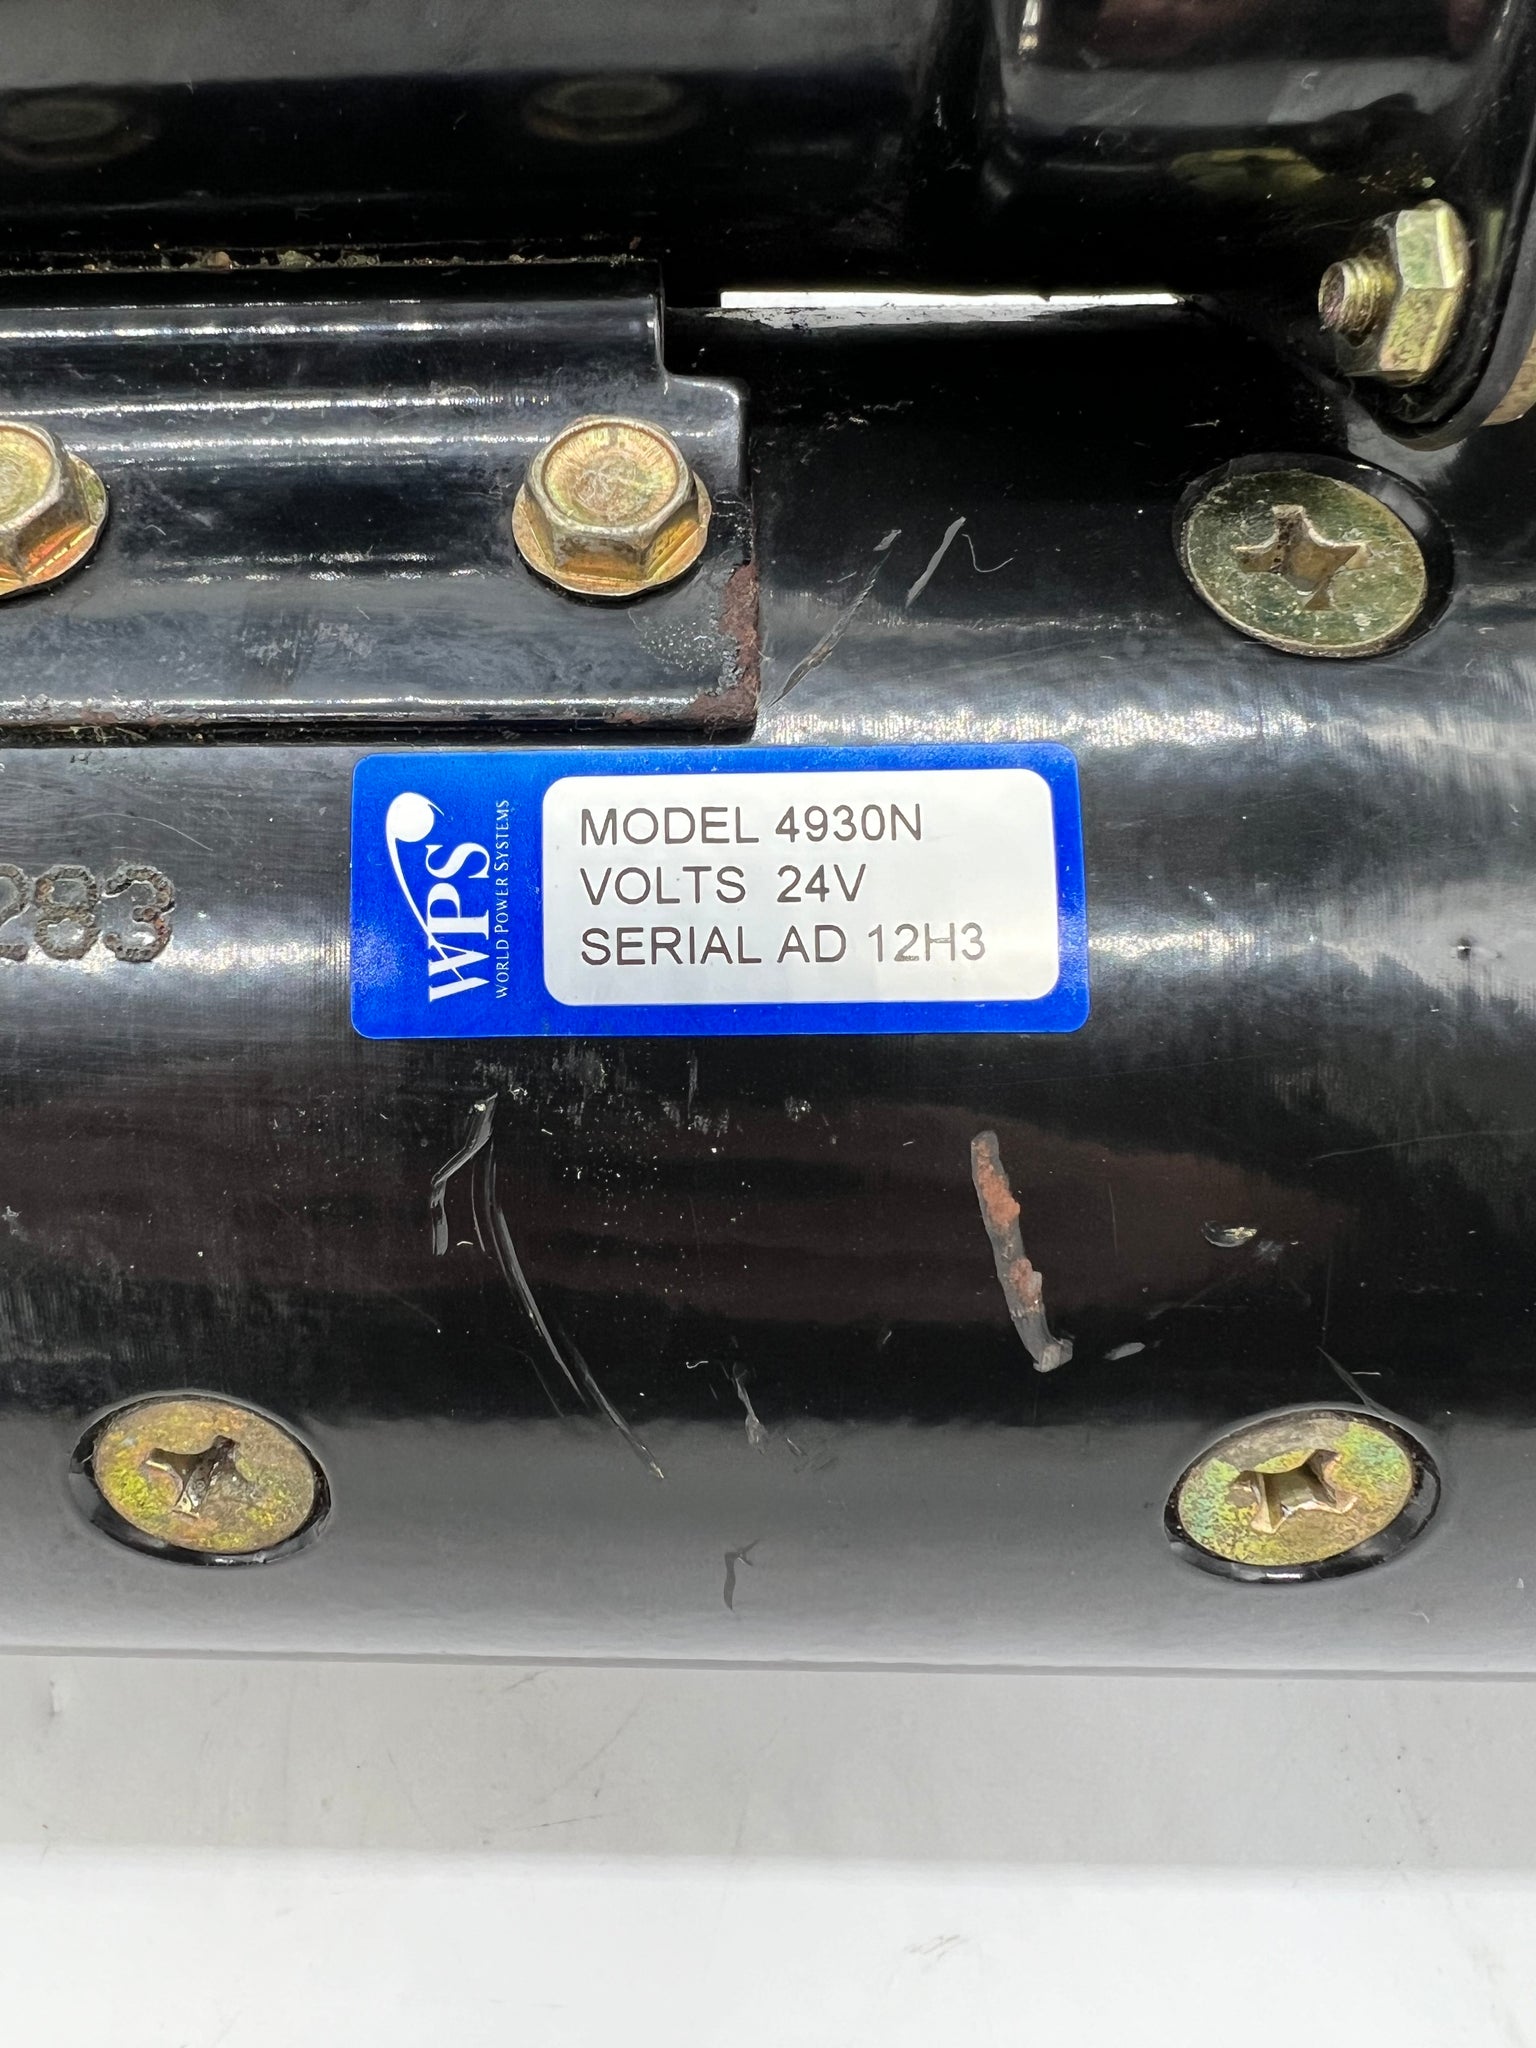 283
WPS
WORLD POWER SYSTEMS
MODEL 4930N
VOLTS 24V
SERIAL AD 12H3